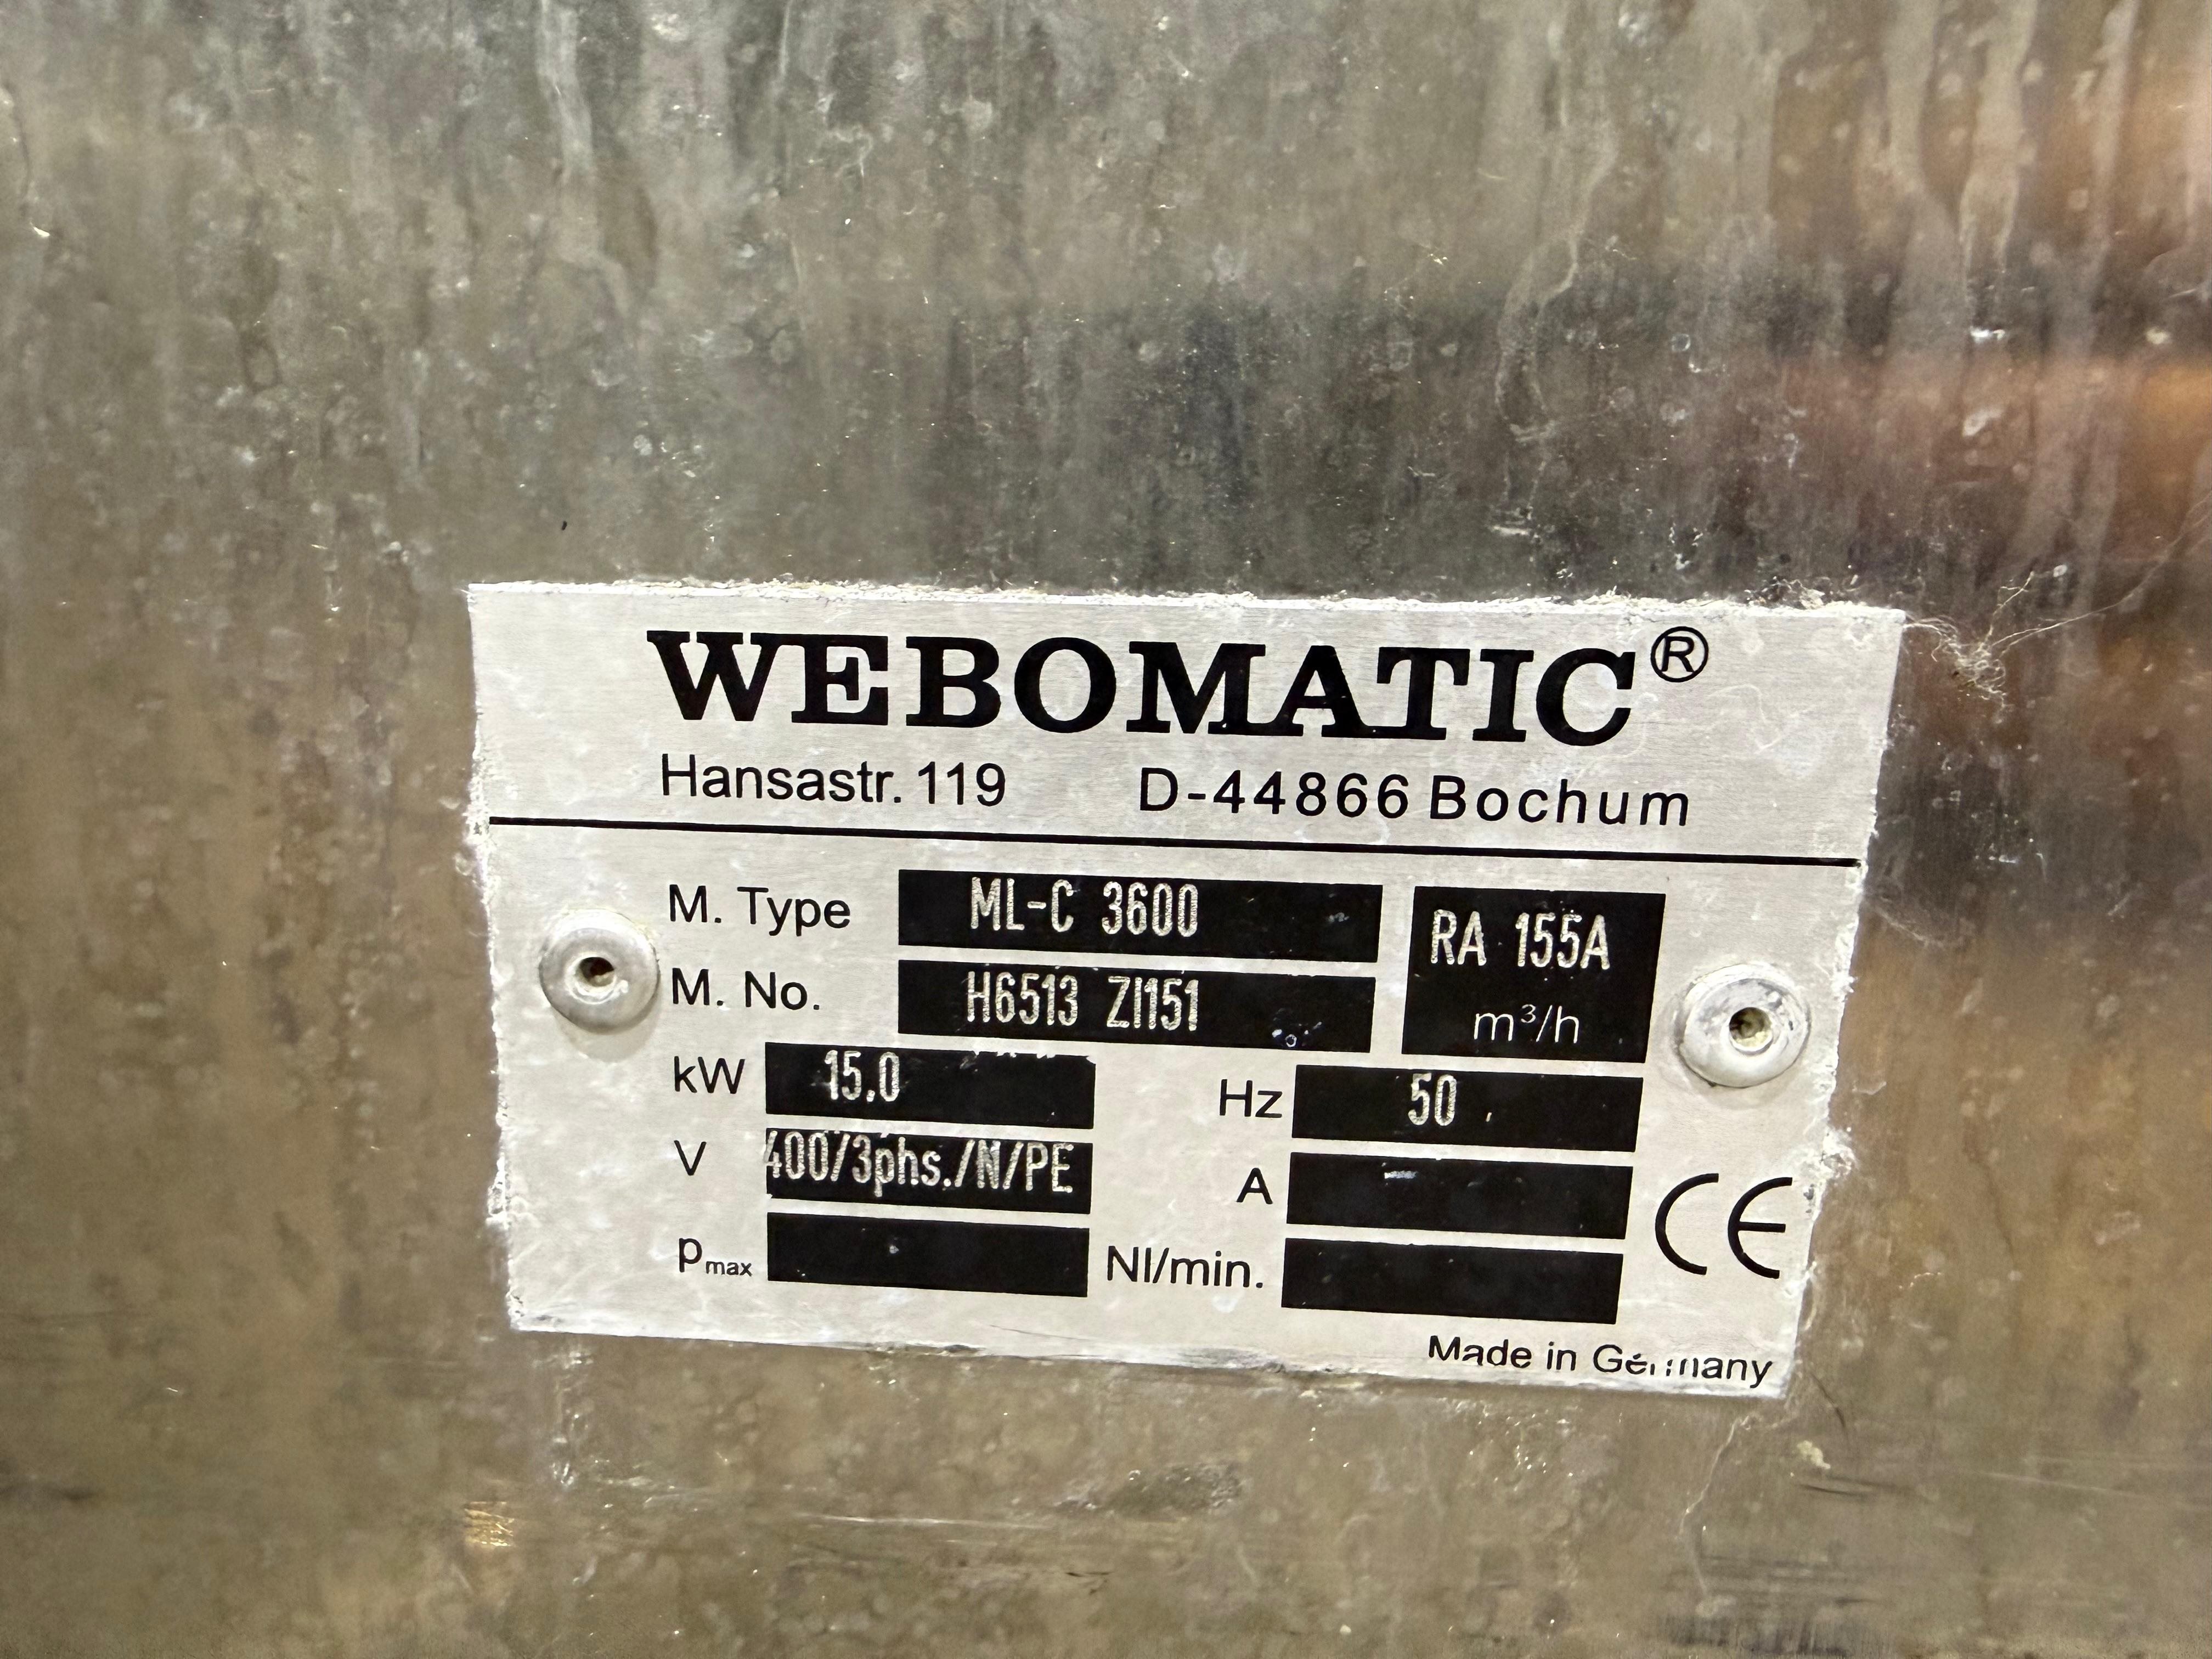 WEBOMATIC®
Hansastr. 119 D-44866 Bochum
M. Type ML-C 3600 RA 155A
M. No. H6513 ZI151 m³/h
kW 15.0 Hz 50
V 400/3phs./N/PE A
pmax Nl/min.
CE
Made in Germany